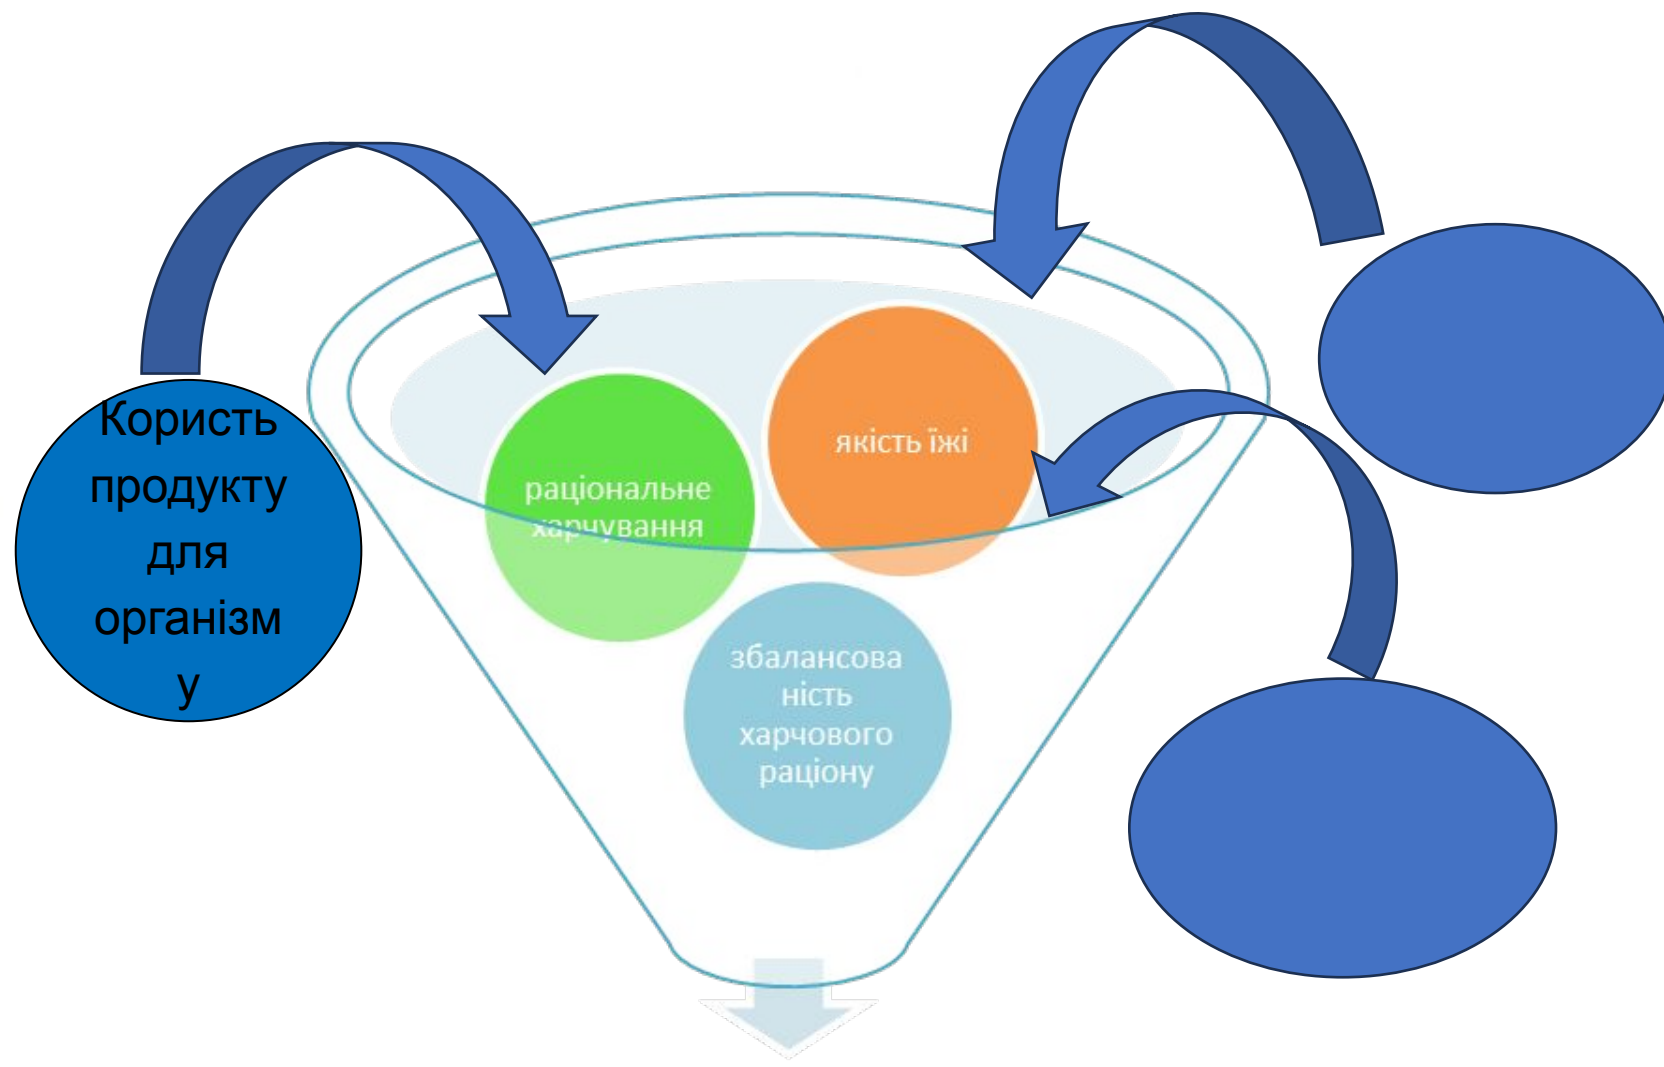 Користь
продукту
для
організм
у
раціональне
харчування
якість їжі
збалансова
ність
харчового
раціону